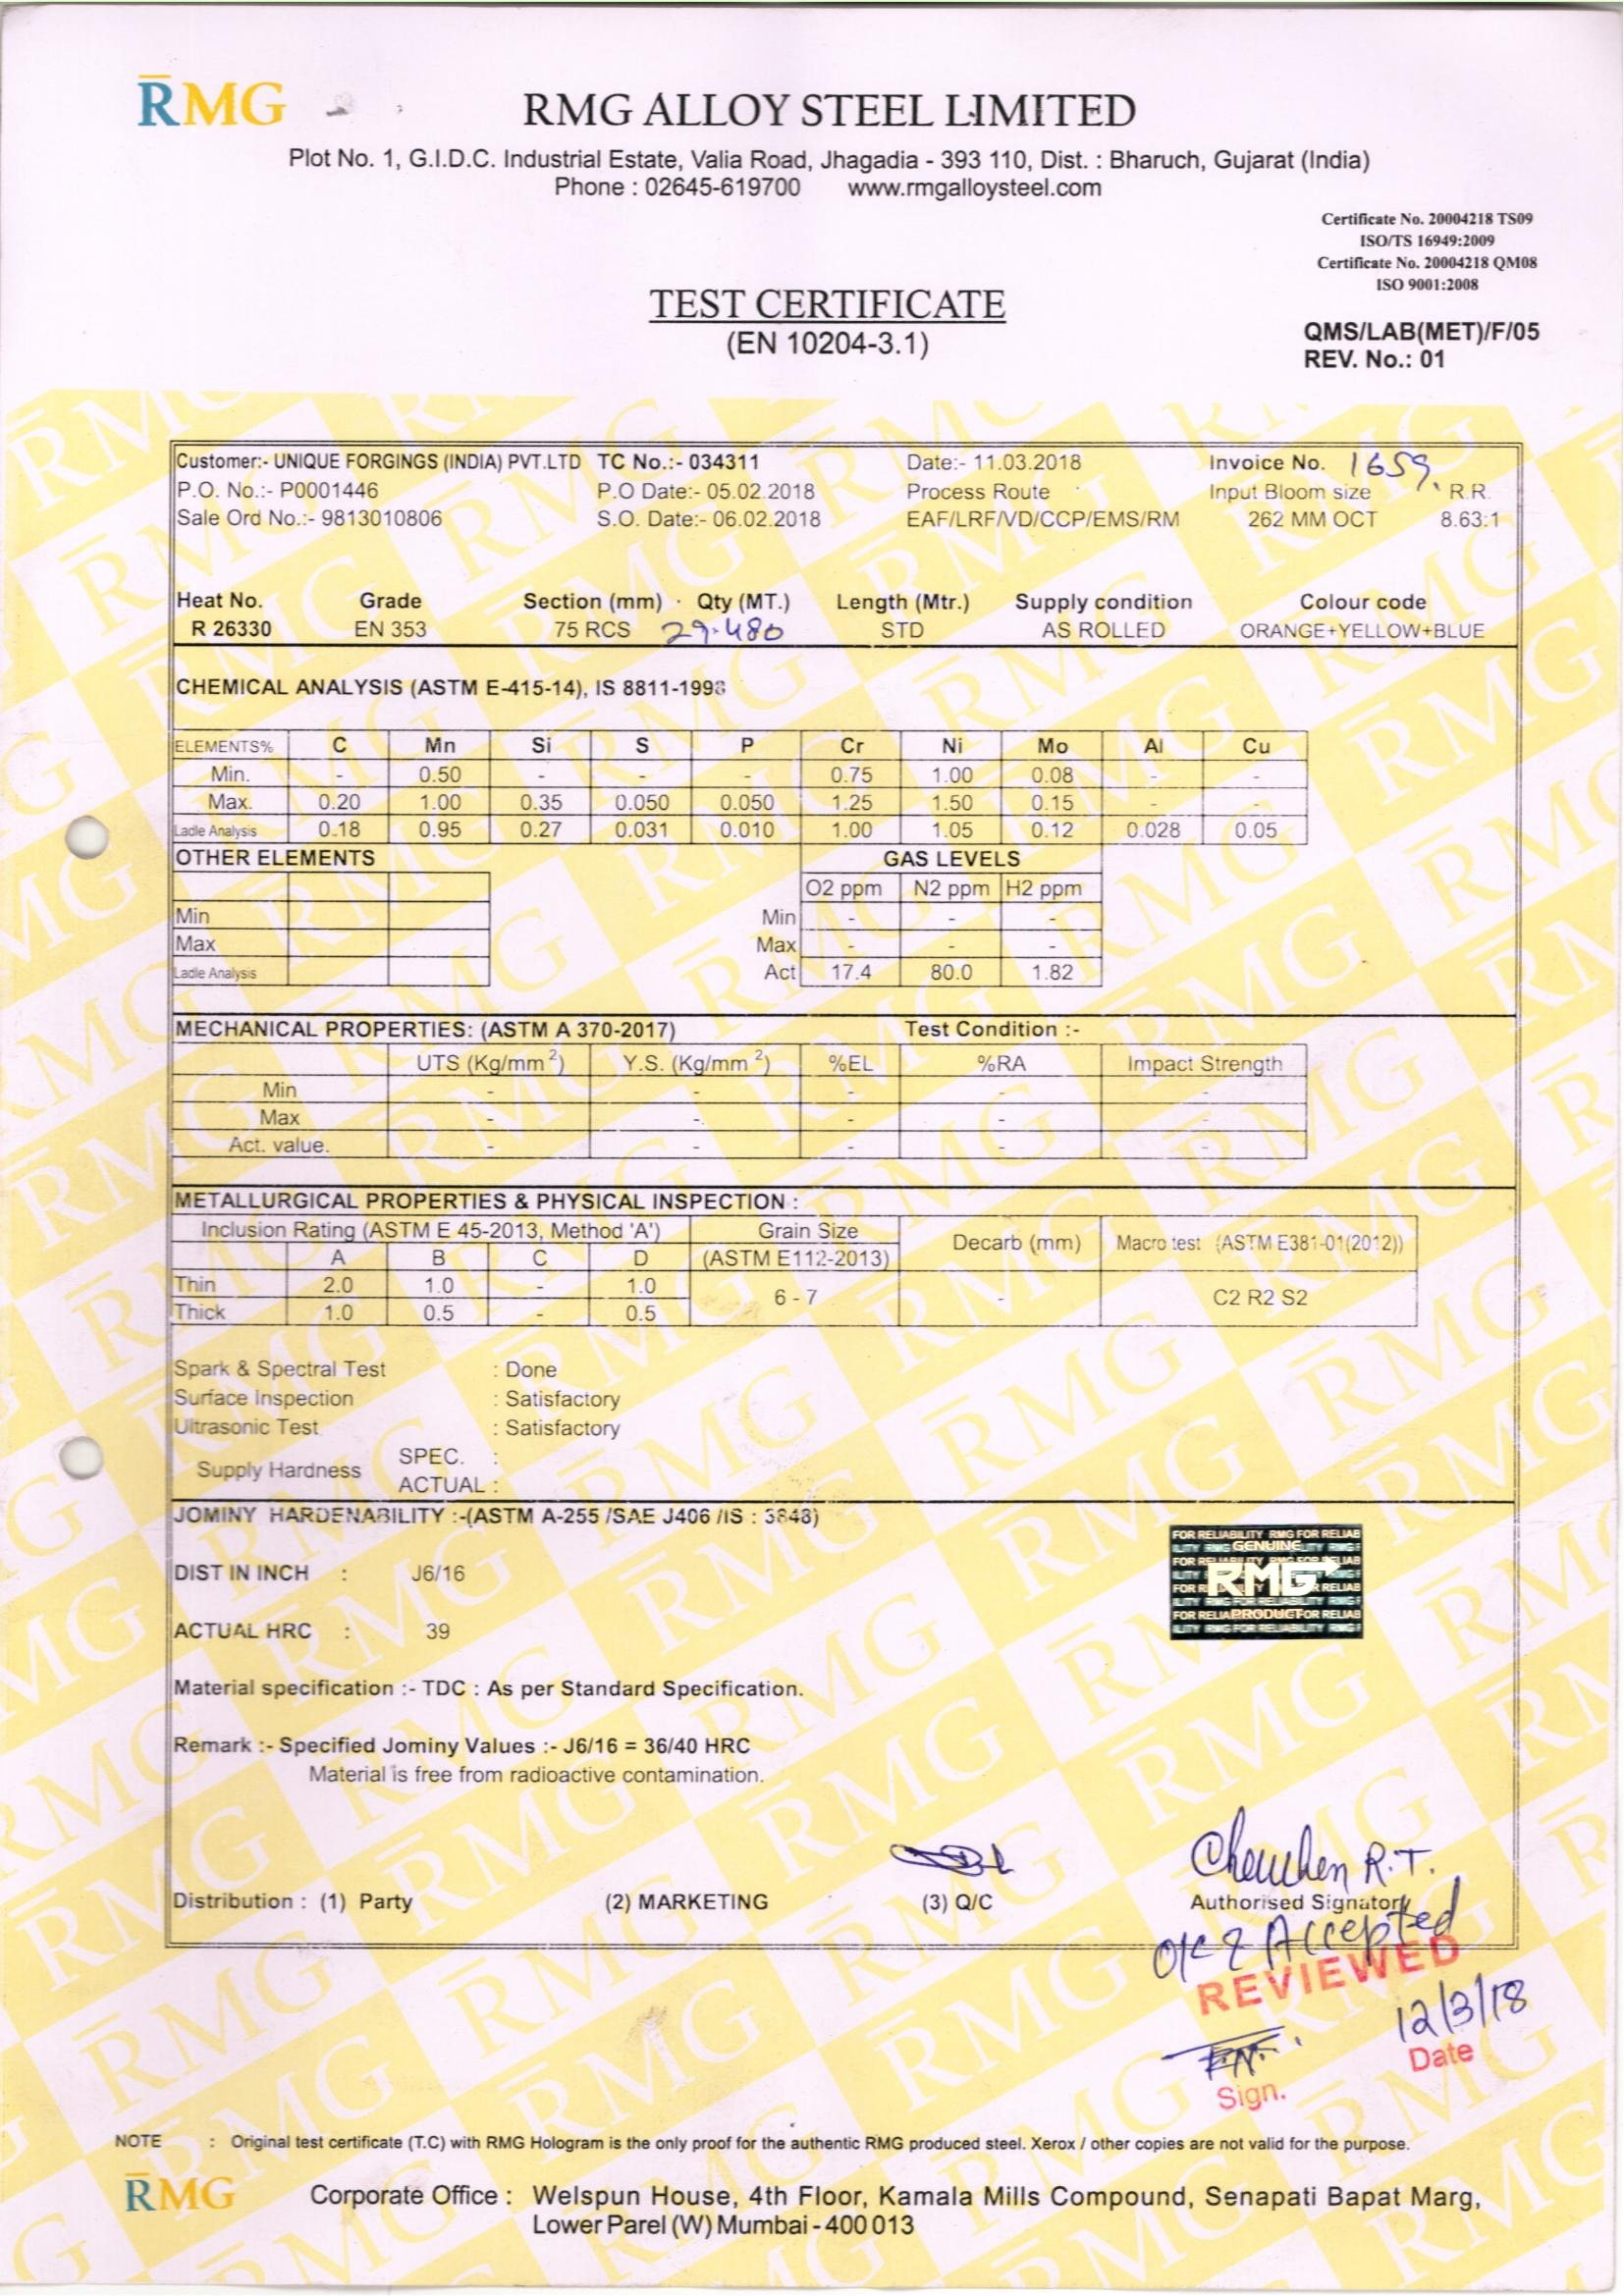 RMG
RMG ALLOY STEEL LIMITED
Plot No. 1, G.I.D.C. Industrial Estate, Valia Road, Jhagadia - 393 110, Dist. : Bharuch, Gujarat (India)
Phone : 02645-619700 www.rmgalloysteel.com
Certificate No. 20004218 TS09
ISO/TS 16949:2009
Certificate No. 20004218 QM08
ISO 9001:2008
TEST CERTIFICATE
(EN 10204-3.1)
QMS/LAB(MET)/F/05
REV. No.: 01
Customer:- UNIQUE FORGINGS (INDIA) PVT.LTD TC No.:- 034311 Date:- 11.03.2018 Invoice No. 1659
P.O. No.:- P0001446 P.O Date:- 05.02.2018 Process Route Input Bloom size R.R.
Sale Ord No.:- 9813010806 S.O. Date:- 06.02.2018 EAF/LRF/VD/CCP/EMS/RM 262 MM OCT 8.63:1
Heat No. Grade Section (mm) Qty (MT.) Length (Mtr.) Supply condition Colour code
R 26330 EN 353 75 RCS 29.480 STD AS ROLLED ORANGE+YELLOW+BLUE
CHEMICAL ANALYSIS (ASTM E-415-14), IS 8811-1998
ELEMENTS% C Mn Si S P Cr Ni Mo Al Cu
Min. - 0.50 - - - 0.75 1.00 0.08 - -
Max. 0.20 1.00 0.35 0.050 0.050 1.25 1.50 0.15 - -
Ladle Analysis 0.18 0.95 0.27 0.031 0.010 1.00 1.05 0.12 0.028 0.05
OTHER ELEMENTS GAS LEVELS
O2 ppm N2 ppm H2 ppm
Min Min - - -
Max Max - - -
Ladle Analysis Act 17.4 80.0 1.82
MECHANICAL PROPERTIES: (ASTM A 370-2017) Test Condition :-
UTS (Kg/mm²) Y.S. (Kg/mm²) %EL %RA Impact Strength
Min - - - - -
Max - - - - -
Act. value. - - - - -
METALLURGICAL PROPERTIES & PHYSICAL INSPECTION :
Inclusion Rating (ASTM E 45-2013, Method 'A') Grain Size Decarb (mm) Macro test (ASTM E381-01(2012))
A B C D (ASTM E112-2013)
Thin 2.0 1.0 - 1.0 6 - 7 - C2 R2 S2
Thick 1.0 0.5 - 0.5
Spark & Spectral Test : Done
Surface Inspection : Satisfactory
Ultrasonic Test : Satisfactory
Supply Hardness SPEC. :
ACTUAL :
JOMINY HARDENABILITY :-(ASTM A-255 /SAE J406 /IS : 3848)
FOR RELIABILITY RMG FOR RELIAB
GENUINE
RMG
PRODUCT
DIST IN INCH : J6/16
ACTUAL HRC : 39
Material specification :- TDC : As per Standard Specification.
Remark :- Specified Jominy Values :- J6/16 = 36/40 HRC
Material is free from radioactive contamination.
R.T.
Distribution : (1) Party (2) MARKETING (3) Q/C Authorised Signatory
Accepted
REVIEWED
12/3/18
Date
Sign.
NOTE : Original test certificate (T.C) with RMG Hologram is the only proof for the authentic RMG produced steel. Xerox / other copies are not valid for the purpose.
RMG
Corporate Office : Welspun House, 4th Floor, Kamala Mills Compound, Senapati Bapat Marg,
Lower Parel (W) Mumbai - 400 013